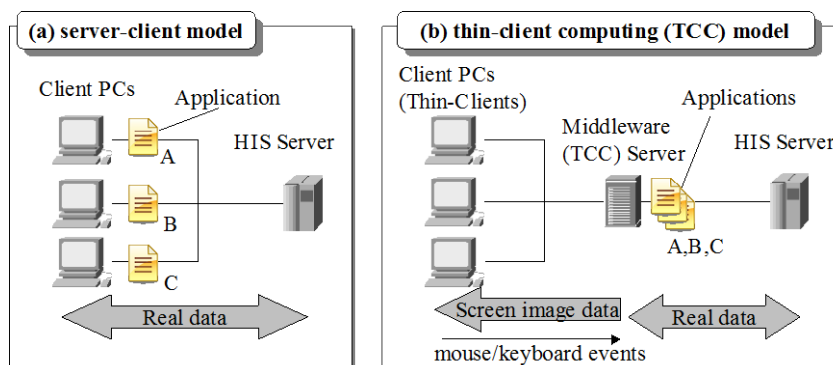 (a) server-client model
Client PCs
Application
HIS Server
A
B
C
Real data
(b) thin-client computing (TCC) model
Client PCs
(Thin-Clients)
Applications
Middleware
(TCC) Server
HIS Server
A,B,C
Screen image data
Real data
mouse/keyboard events